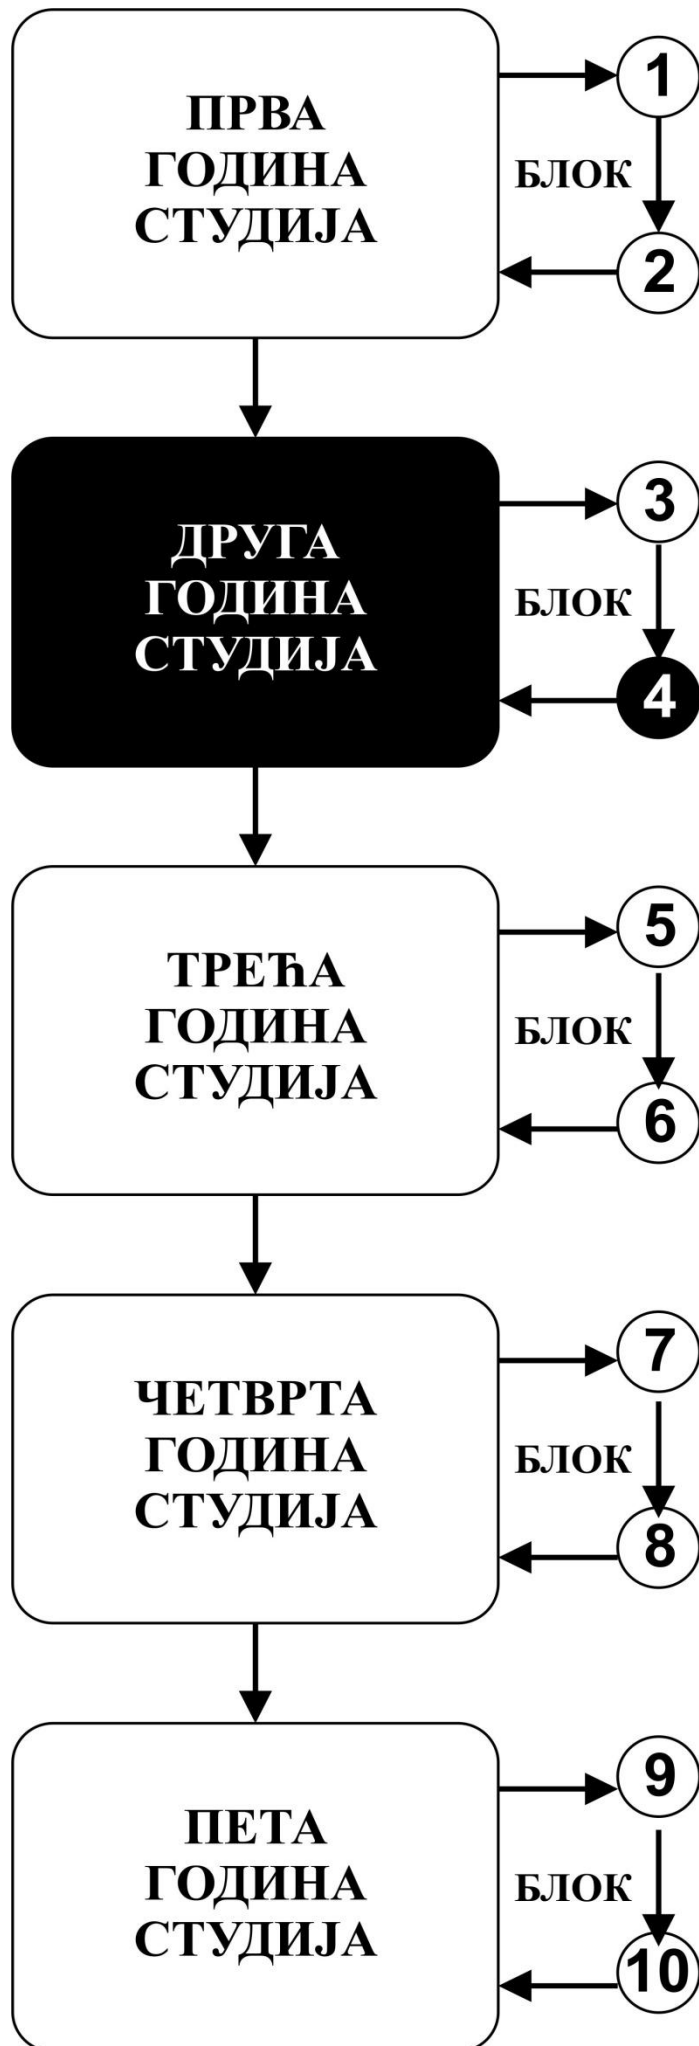 ПРВА
ГОДИНА
СТУДИЈА
1
БЛОК
2
ДРУГА
ГОДИНА
СТУДИЈА
3
БЛОК
4
ТРЕЋА
ГОДИНА
СТУДИЈА
5
БЛОК
6
ЧЕТВРТА
ГОДИНА
СТУДИЈА
7
БЛОК
8
ПЕТА
ГОДИНА
СТУДИЈА
9
БЛОК
10